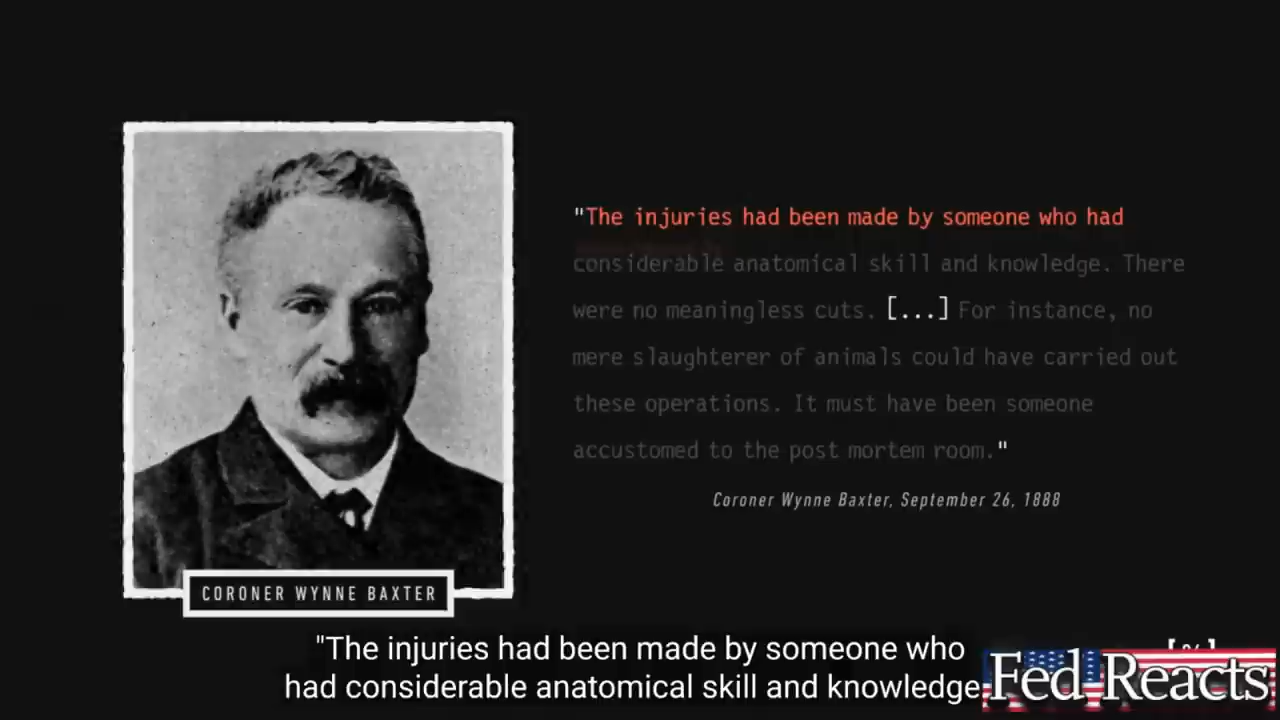 "The injuries had been made by someone who had
considerable anatomical skill and knowledge. There
were no meaningless cuts. [...] For instance, no
mere slaughterer of animals could have carried out
these operations. It must have been someone
accustomed to the post mortem room."
Coroner Wynne Baxter, September 26, 1888
CORONER WYNNE BAXTER
"The injuries had been made by someone who
had considerable anatomical skill and knowledge
Fed Reacts